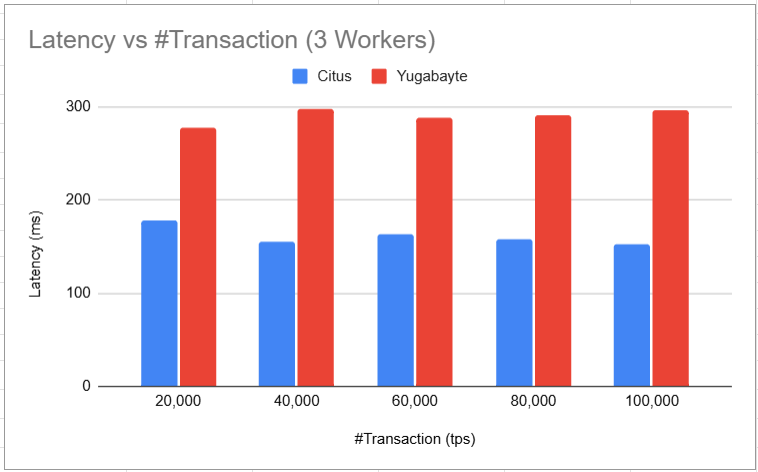 Latency vs #Transaction (3 Workers)
Citus Yugabyte
300
200
100
0
Latency (ms)
20,000 40,000 60,000 80,000 100,000
#Transaction (tps)